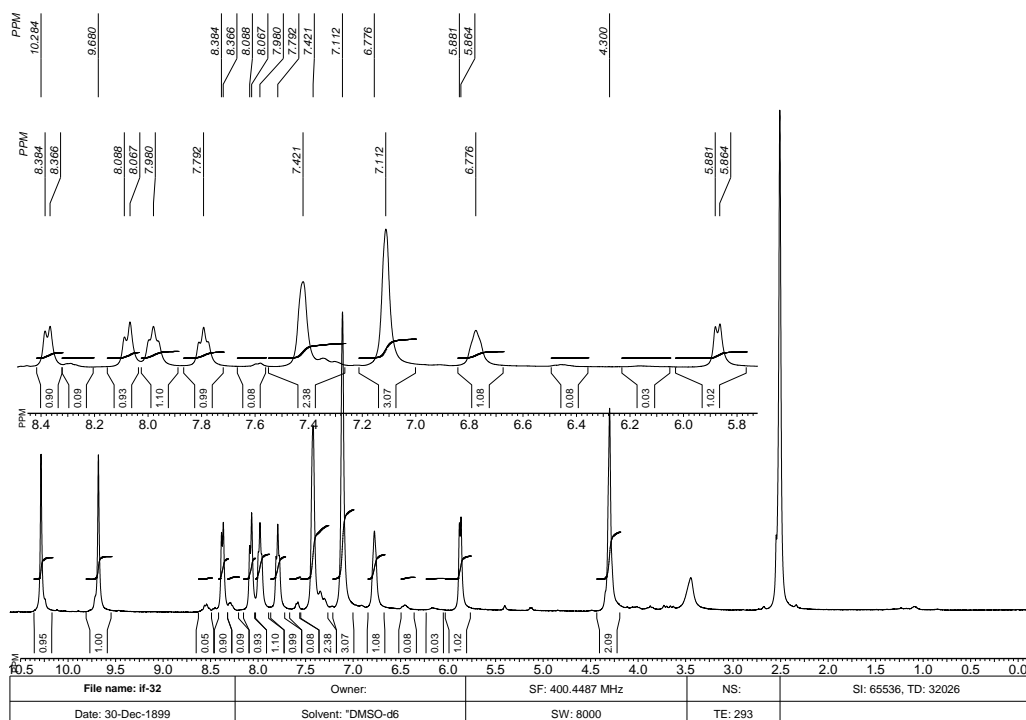 PPM
10.284 9.680 8.384 8.366 8.088 8.067 7.980 7.792 7.421 7.112 6.776 5.881 5.864 4.300
PPM
8.384 8.366 8.088 8.067 7.980 7.792 7.421 7.112 6.776 5.881 5.864
0.90 0.09 0.93 1.10 0.99 0.08 2.38 3.07 1.08 0.08 0.03 1.02
PPM 8.4 8.2 8.0 7.8 7.6 7.4 7.2 7.0 6.8 6.6 6.4 6.2 6.0 5.8
0.95 1.00 0.05 0.90 0.09 0.93 1.10 0.99 0.08 2.38 3.07 1.08 0.08 0.03 1.02 2.09
10.5 10.0 9.5 9.0 8.5 8.0 7.5 7.0 6.5 6.0 5.5 5.0 4.5 4.0 3.5 3.0 2.5 2.0 1.5 1.0 0.5 0.0
File name: if-32 Owner: SF: 400.4487 MHz NS: SI: 65536, TD: 32026
Date: 30-Dec-1899 Solvent: "DMSO-d6 SW: 8000 TE: 293